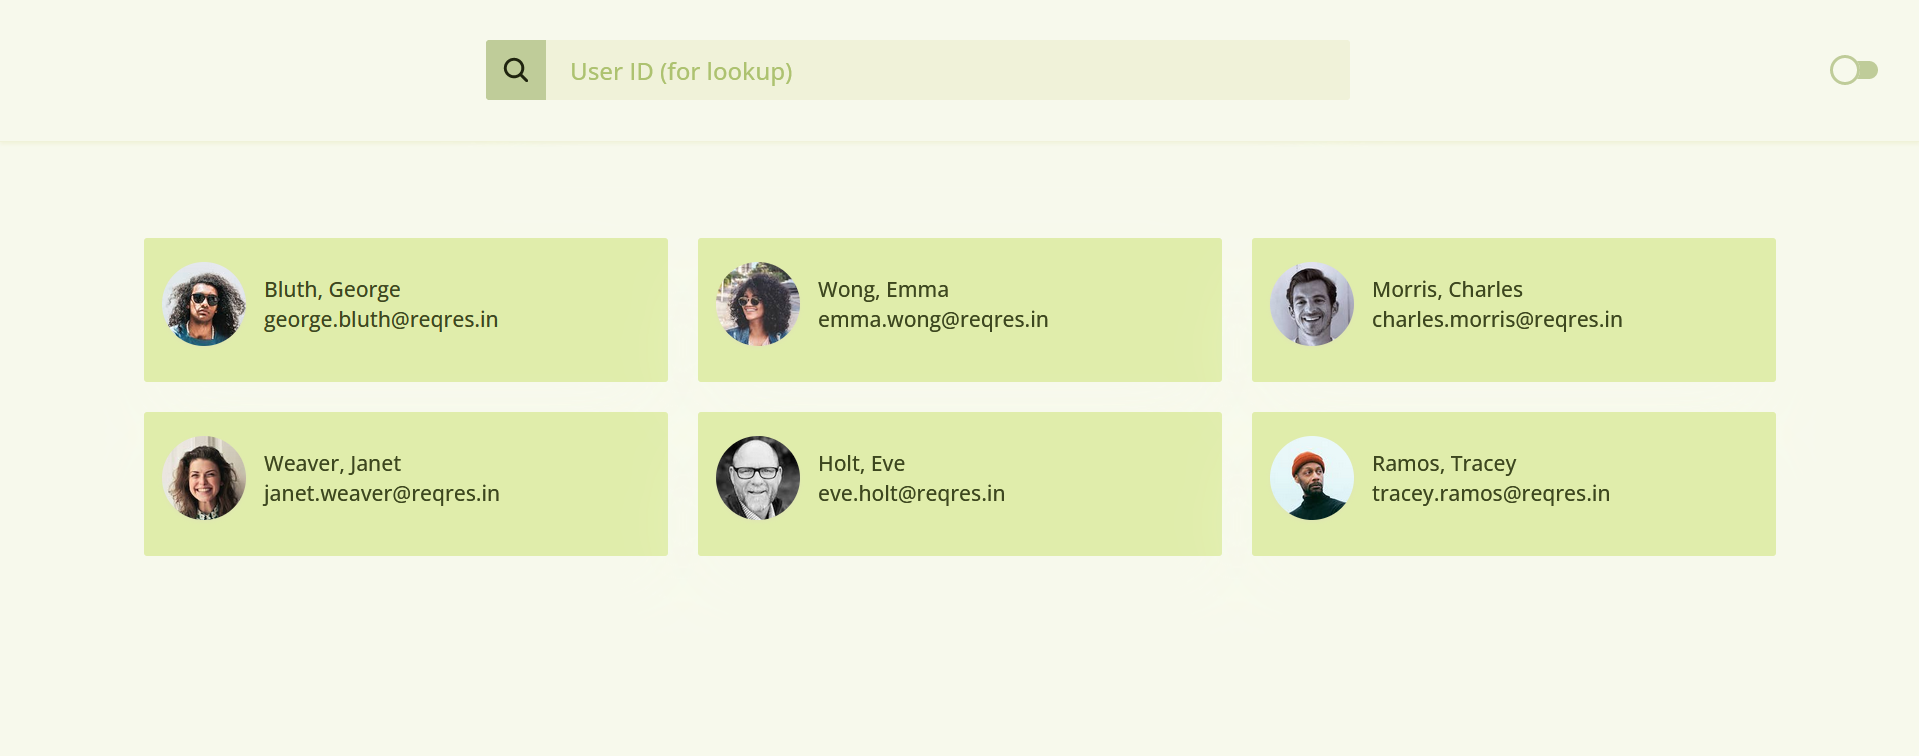 User ID (for lookup)
Bluth, George
george.bluth@reqres.in
Wong, Emma
emma.wong@reqres.in
Morris, Charles
charles.morris@reqres.in
Weaver, Janet
janet.weaver@reqres.in
Holt, Eve
eve.holt@reqres.in
Ramos, Tracey
tracey.ramos@reqres.in